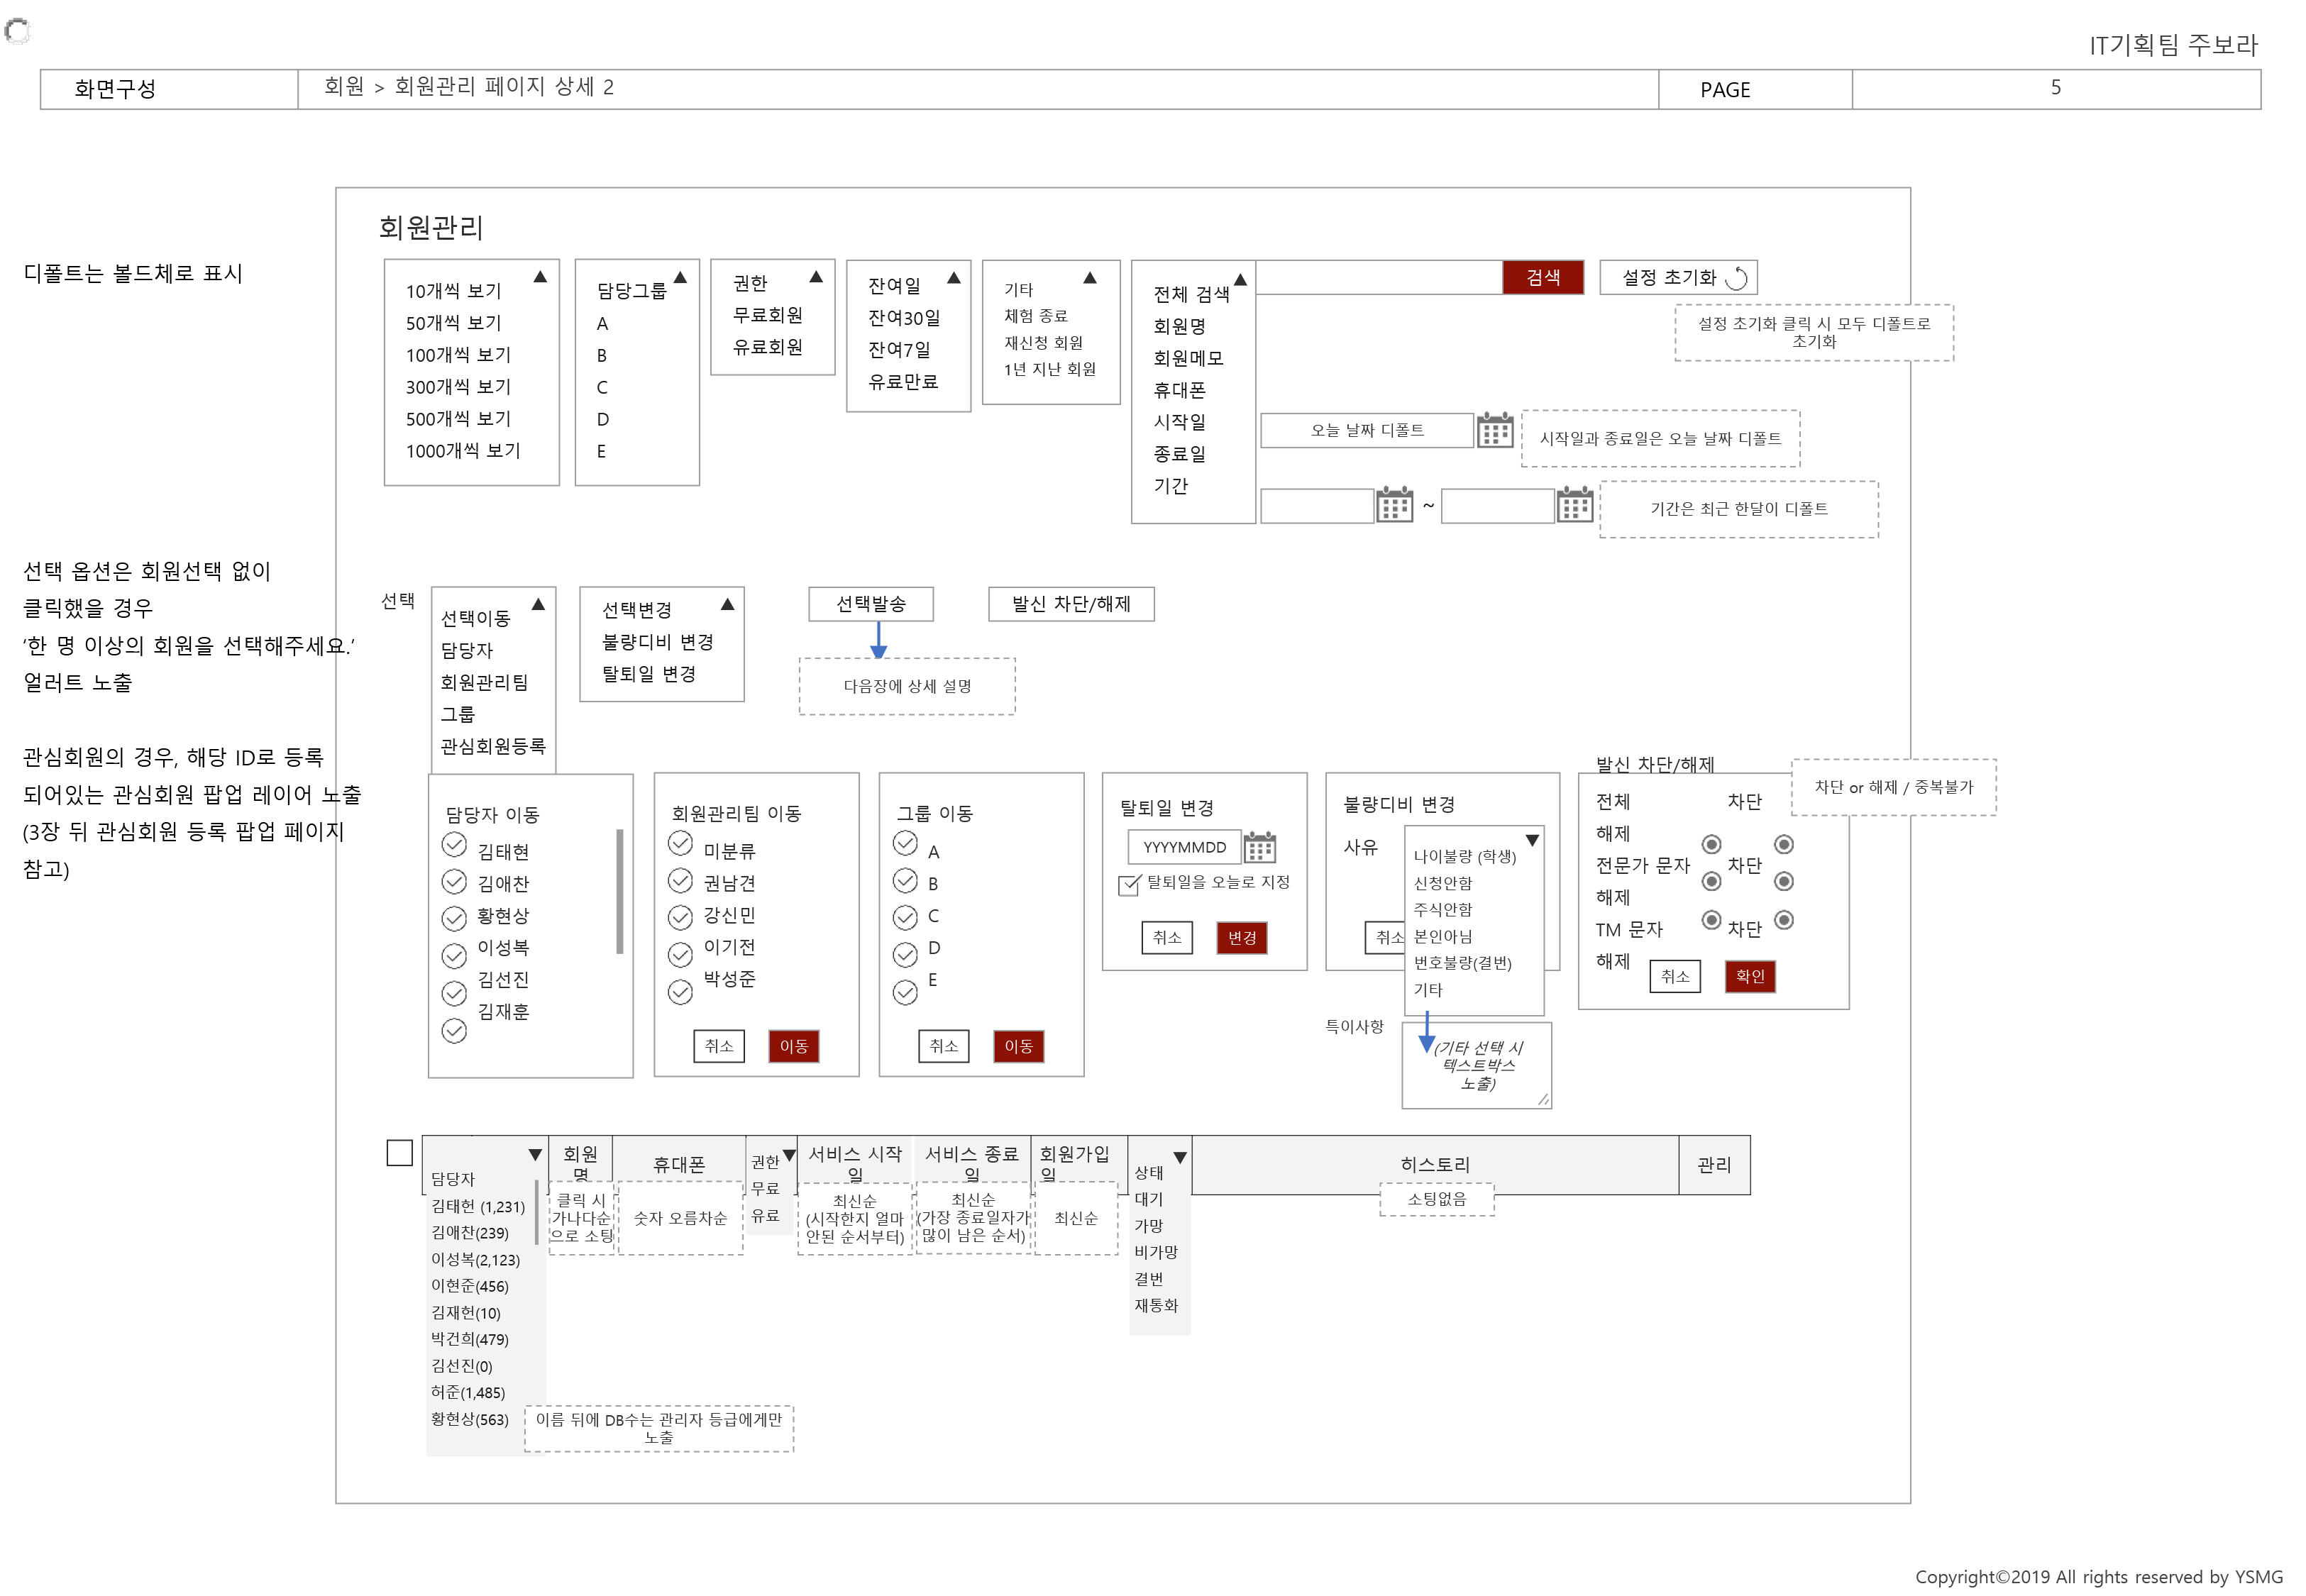 IT기획팀 주보라
화면구성
회원 > 회원관리 페이지 상세 2
PAGE
5
회원관리
디폴트는 볼드체로 표시
10개씩 보기
50개씩 보기
100개씩 보기
300개씩 보기
500개씩 보기
1000개씩 보기
담당그룹
A
B
C
D
E
권한
무료회원
유료회원
잔여일
잔여30일
잔여7일
유료만료
기타
체험 종료
재신청 회원
1년 지난 회원
전체 검색
회원명
회원메모
휴대폰
시작일
종료일
기간
검색
설정 초기화
설정 초기화 클릭 시 모두 디폴트로
초기화
오늘 날짜 디폴트
시작일과 종료일은 오늘 날짜 디폴트
~
기간은 최근 한달이 디폴트
선택 옵션은 회원선택 없이
클릭했을 경우
‘한 명 이상의 회원을 선택해주세요.’
얼러트 노출
관심회원의 경우, 해당 ID로 등록
되어있는 관심회원 팝업 레이어 노출
(3장 뒤 관심회원 등록 팝업 페이지
참고)
선택
선택이동
담당자
회원관리팀
그룹
관심회원등록
선택변경
불량디비 변경
탈퇴일 변경
선택발송
다음장에 상세 설명
발신 차단/해제
담당자 이동
김태현
김애찬
황현상
이성복
김선진
김재훈
회원관리팀 이동
미분류
권남견
강신민
이기전
박성준
취소
이동
그룹 이동
A
B
C
D
E
취소
이동
탈퇴일 변경
YYYYMMDD
탈퇴일을 오늘로 지정
취소
변경
불량디비 변경
사유
나이불량 (학생)
신청안함
주식안함
본인아님
번호불량(결번)
기타
취소
특이사항
(기타 선택 시
텍스트박스
노출)
발신 차단/해제
전체 차단
해제
전문가 문자 차단
해제
TM 문자 차단
해제
취소
확인
차단 or 해제 / 중복불가
담당자
김태헌 (1,231)
김애찬(239)
이성복(2,123)
이현준(456)
김재헌(10)
박건희(479)
김선진(0)
허준(1,485)
황현상(563)
이름 뒤에 DB수는 관리자 등급에게만
노출
회원
명
클릭 시
가나다순
으로 소팅
휴대폰
숫자 오름차순
권한
무료
유료
서비스 시작
일
최신순
(시작한지 얼마
안된 순서부터)
서비스 종료
일
최신순
(가장 종료일자가
많이 남은 순서)
회원가입
일
최신순
상태
대기
가망
비가망
결번
재통화
히스토리
소팅없음
관리
Copyright©2019 All rights reserved by YSMG